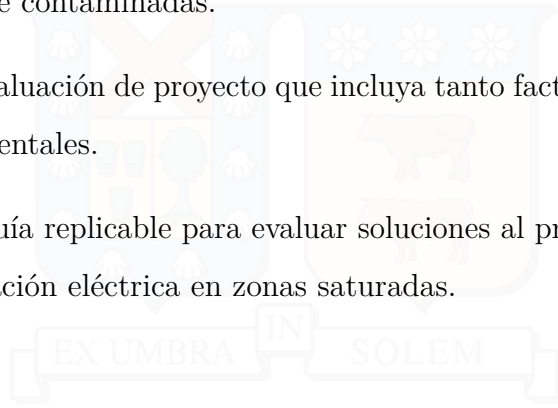 e contaminadas.
aluación de proyecto que incluya tanto fact
entales.
uía replicable para evaluar soluciones al pr
ción eléctrica en zonas saturadas.
EX UMBRA IN SOLEM